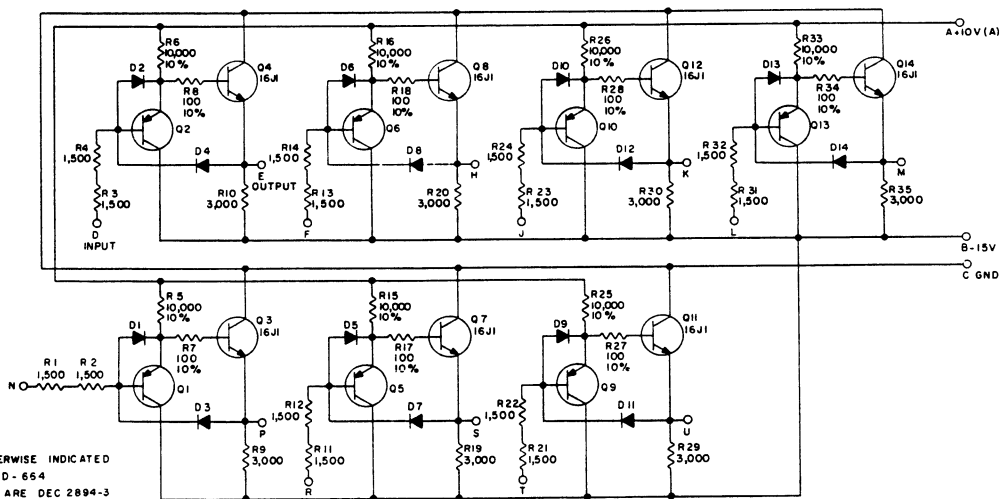 A+10V(A)
R6
10,000
10%
D2
R8
100
10%
Q4
16J1
Q2
R4
1,500
D4
R3
1,500
D
INPUT
E
OUTPUT
R10
3,000
R16
10,000
10%
D6
R18
100
10%
Q8
16J1
Q6
R14
1,500
D8
R13
1,500
F
H
R20
3,000
R26
10,000
10%
D10
R28
100
10%
Q12
16J1
Q10
R24
1,500
D12
R23
1,500
J
K
R30
3,000
R33
10,000
10%
D13
R34
100
10%
Q14
16J1
Q13
R32
1,500
D14
R31
1,500
L
M
R35
3,000
B-15V
C GND
R5
10,000
10%
D1
R7
100
10%
Q3
16J1
R1
1,500
R2
1,500
N
Q1
D3
P
R9
3,000
R15
10,000
10%
D5
R17
100
10%
Q7
16J1
Q5
R12
1,500
D7
R11
1,500
R
S
R19
3,000
R25
10,000
10%
D9
R27
100
10%
Q11
16J1
Q9
R22
1,500
D11
R21
1,500
T
U
R29
3,000
ERWISE INDICATED
D-664
ARE DEC 2894-3